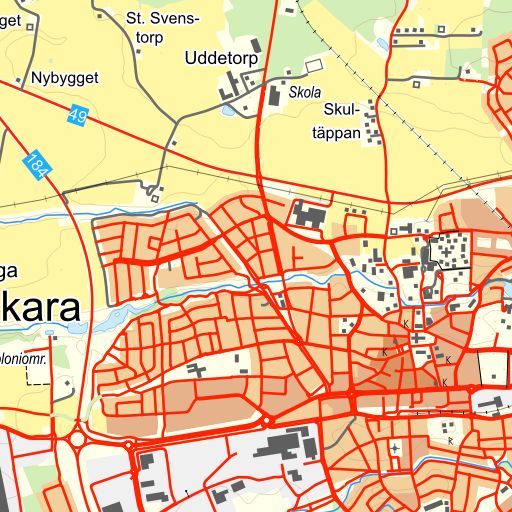 get
St. Svens-
torp
Uddetorp
Nybygget
Skola
Skul-
täppan
49
184
ga
kara
oloniomr.
K
K
K
K
R